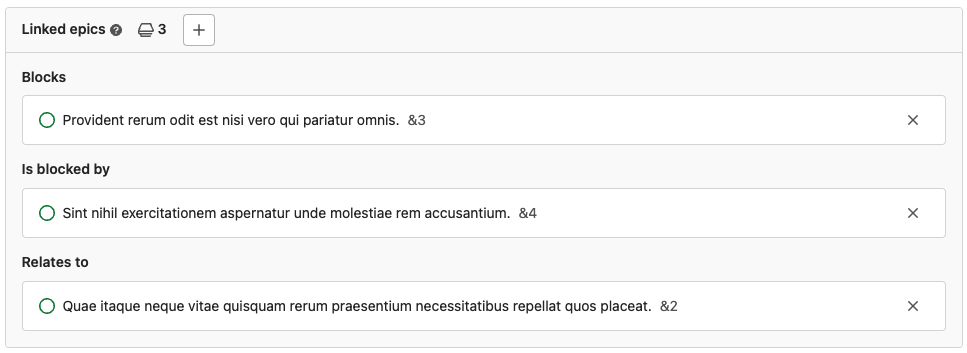 Linked epics ? 3 +
Blocks
Provident rerum odit est nisi vero qui pariatur omnis. &3
Is blocked by
Sint nihil exercitationem aspernatur unde molestiae rem accusantium. &4
Relates to
Quae itaque neque vitae quisquam rerum praesentium necessitatibus repellat quos placeat. &2